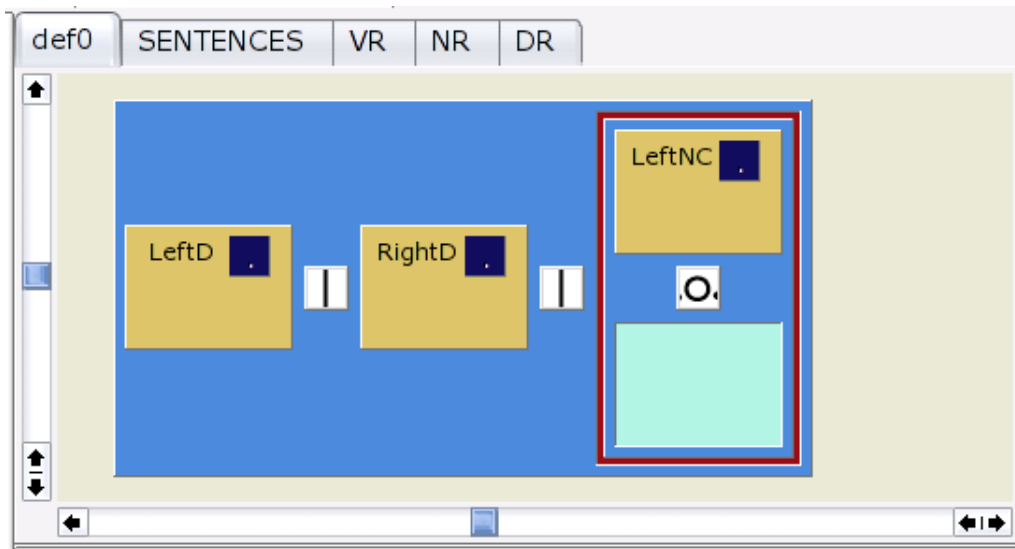 def0 SENTENCES VR NR DR
LeftNC .
LeftD . | RightD . |
.o.